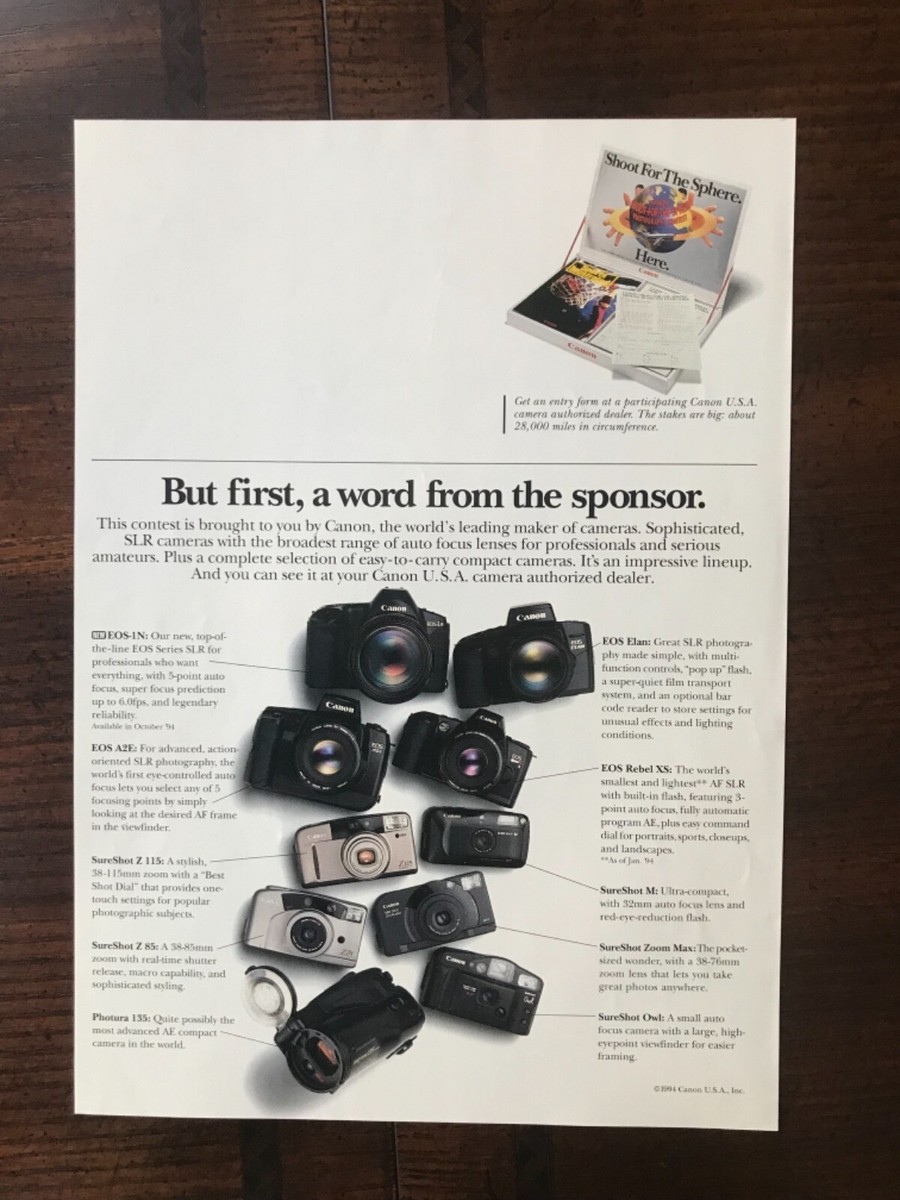 Shoot For The Sphere.
Here.
Canon
Canon
Get an entry form at a participating Canon U.S.A.
camera authorized dealer. The stakes are big: about
28,000 miles in circumference.
But first, a word from the sponsor.
This contest is brought to you by Canon, the world's leading maker of cameras. Sophisticated,
SLR cameras with the broadest range of auto focus lenses for professionals and serious
amateurs. Plus a complete selection of easy-to-carry compact cameras. It's an impressive lineup.
And you can see it at your Canon U.S.A. camera authorized dealer.
EOS-1N: Our new, top-of-
the-line EOS Series SLR for
professionals who want
everything, with 5-point auto
focus, super focus prediction
up to 6.0fps, and legendary
reliability.
Available in October '94
EOS A2E: For advanced, action-
oriented SLR photography, the
world's first eye-controlled auto
focus lets you select any of 5
focusing points by simply
looking at the desired AF frame
in the viewfinder.
SureShot Z 115: A stylish,
38-115mm zoom with a "Best
Shot Dial" that provides one-
touch settings for popular
photographic subjects.
SureShot Z 85: A 38-85mm
zoom with real-time shutter
release, macro capability, and
sophisticated styling.
Photura 135: Quite possibly the
most advanced AE compact
camera in the world.
Canon
Canon
EOS
ELAN
Canon
EOS
Canon
Canon
Canon
Canon
EOS Elan: Great SLR photogra-
phy made simple, with multi-
function controls, "pop up" flash,
a super-quiet film transport
system, and an optional bar
code reader to store settings for
unusual effects and lighting
conditions.
EOS Rebel XS: The world's
smallest and lightest** AF SLR
with built-in flash, featuring 3-
point auto focus, fully automatic
program AE, plus easy command
dial for portraits, sports, closeups,
and landscapes.
**As of Jan. '94
SureShot M: Ultra-compact,
with 32mm auto focus lens and
red-eye-reduction flash.
SureShot Zoom Max: The pocket-
sized wonder, with a 38-76mm
zoom lens that lets you take
great photos anywhere.
SureShot Owl: A small auto
focus camera with a large, high-
eyepoint viewfinder for easier
framing.
©1994 Canon U.S.A., Inc.